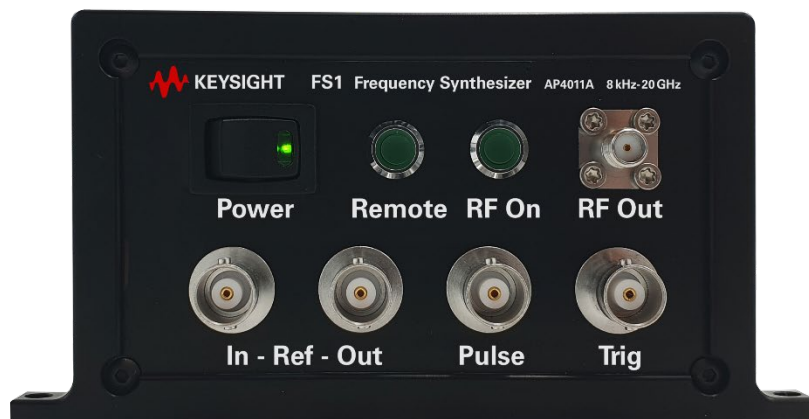 KEYSIGHT FS1 Frequency Synthesizer AP4011A 8 kHz-20 GHz
Power Remote RF On RF Out
In - Ref - Out Pulse Trig